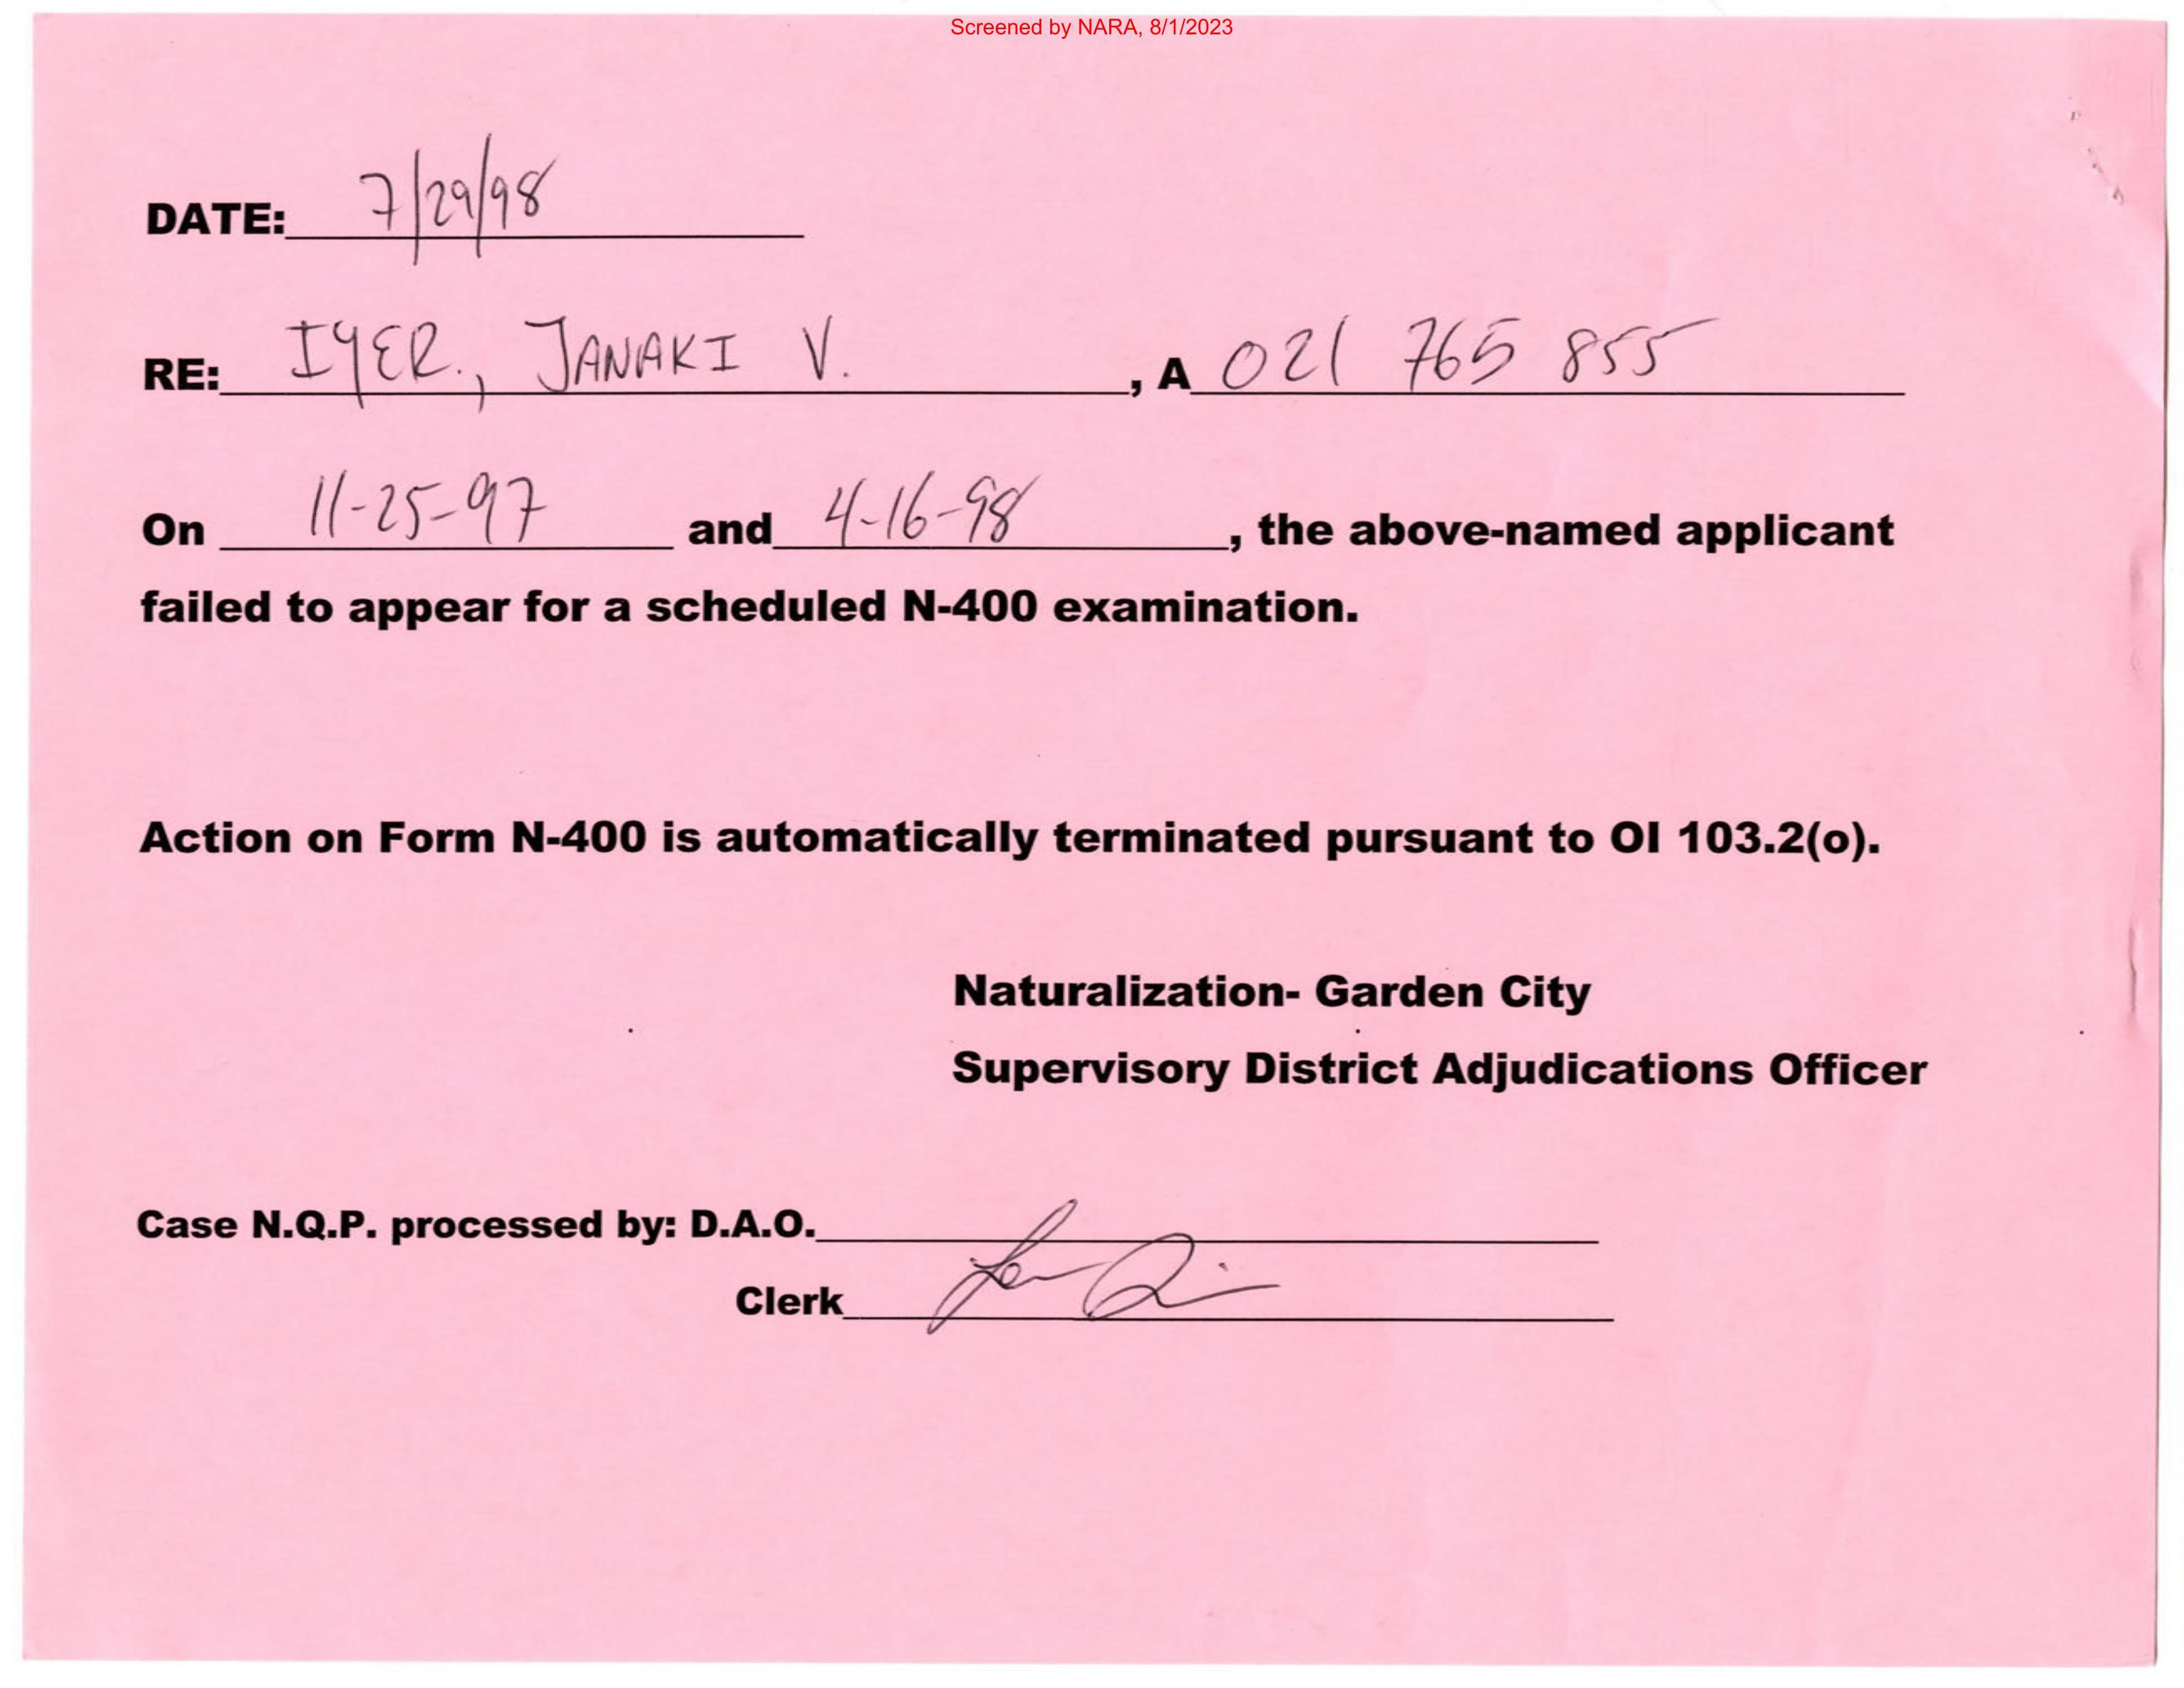 Screened by NARA, 8/1/2023
DATE: 7/29/98
RE: IYER., JANAKI V. , A 021 765 855
On 11-25-97 and 4-16-98 , the above-named applicant
failed to appear for a scheduled N-400 examination.
Action on Form N-400 is automatically terminated pursuant to OI 103.2(o).
Naturalization- Garden City
Supervisory District Adjudications Officer
Case N.Q.P. processed by: D.A.O.
Clerk